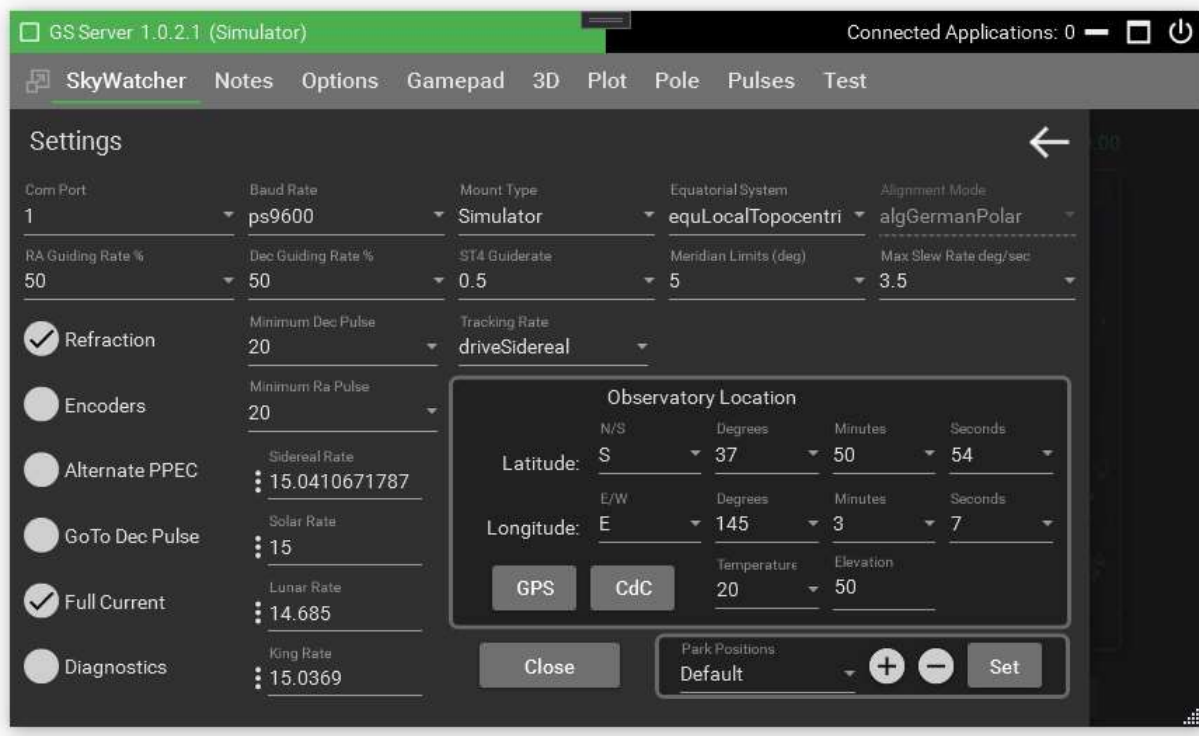 GS Server 1.0.2.1 (Simulator) Connected Applications: 0
SkyWatcher Notes Options Gamepad 3D Plot Pole Pulses Test
Settings
Com Port Baud Rate Mount Type Equatorial System Alignment Mode
1 ps9600 Simulator equLocalTopocentri algGermanPolar
RA Guiding Rate % Dec Guiding Rate % ST4 Guiderate Meridian Limits (deg) Max Slew Rate deg/sec
50 50 0.5 5 3.5
Refraction
Minimum Dec Pulse Tracking Rate
20 driveSidereal
Encoders
Minimum Ra Pulse
20
Alternate PPEC
Sidereal Rate
15.0410671787
GoTo Dec Pulse
Solar Rate
15
Full Current
Lunar Rate
14.685
Diagnostics
King Rate
15.0369
Observatory Location
N/S Degrees Minutes Seconds
Latitude: S 37 50 54
E/W Degrees Minutes Seconds
Longitude: E 145 3 7
Temperature Elevation
GPS CdC 20 50
Close
Park Positions
Default Set